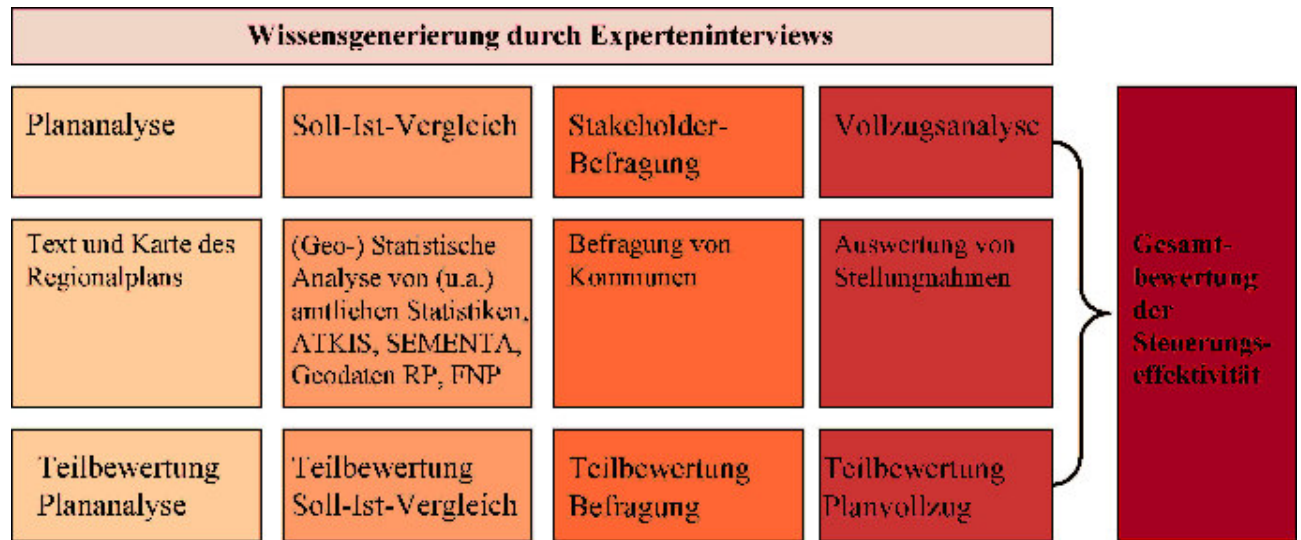 Wissensgenerierung durch Experteninterviews
Plananalyse
Soll-Ist-Vergleich
Stakeholder-
Befragung
Vollzugsanalyse
Text und Karte des
Regionalplans
(Geo-) Statistische
Analyse von (u.a.)
amtlichen Statistiken,
ATKIS, SEMENTA,
Geodaten RP, FNP
Befragung von
Kommunen
Auswertung von
Stellungnahmen
Teilbewertung
Plananalyse
Teilbewertung
Soll-Ist-Vergleich
Teilbewertung
Befragung
Teilbewertung
Planvollzug
Gesamt-
bewertung
der
Steuerungs-
effektivität